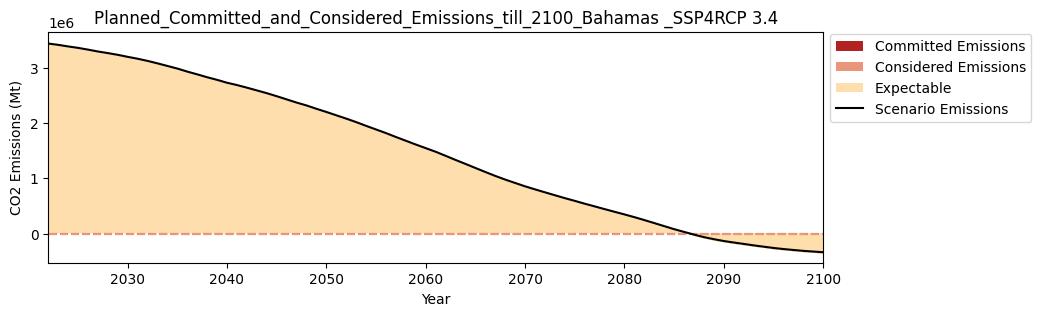 Planned_Committed_and_Considered_Emissions_till_2100_Bahamas _SSP4RCP 3.4
1e6
3
2
1
0
CO2 Emissions (Mt)
2030 2040 2050 2060 2070 2080 2090 2100
Year
Committed Emissions
Considered Emissions
Expectable
Scenario Emissions